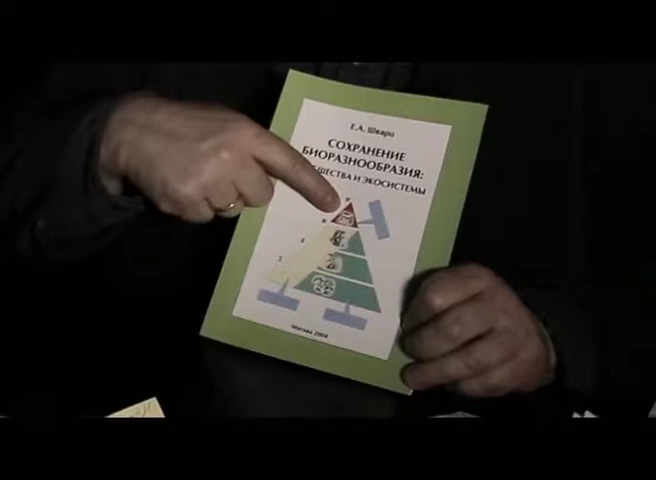 Е.А. Шварц
СОХРАНЕНИЕ
БИОРАЗНООБРАЗИЯ:
И ЭКОСИСТЕМЫ
Москва 2004